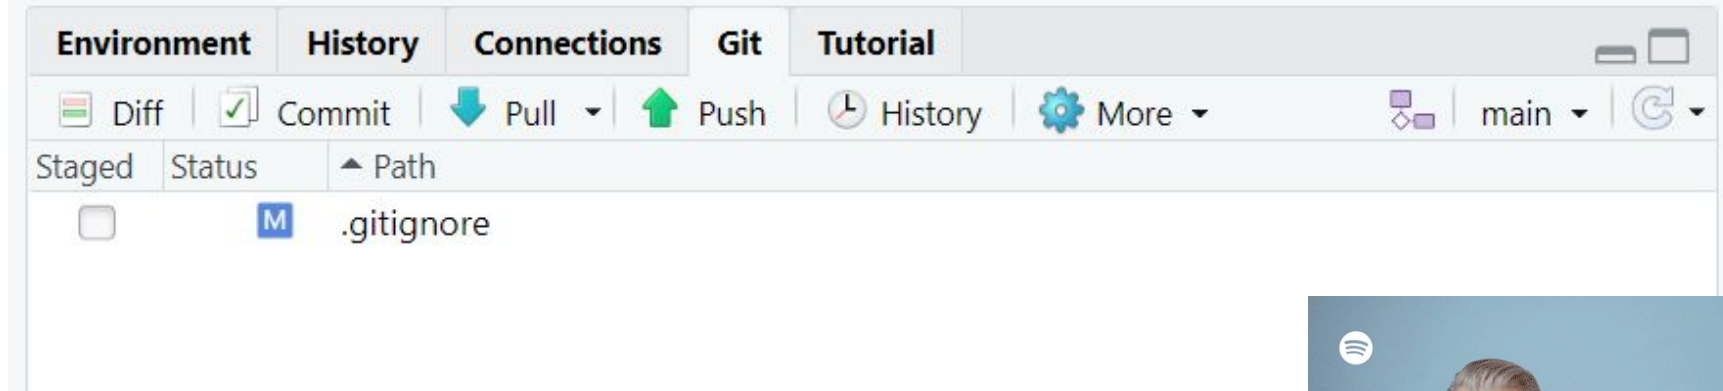 Environment History Connections Git Tutorial
Diff Commit Pull Push History More main
Staged Status Path
M .gitignore